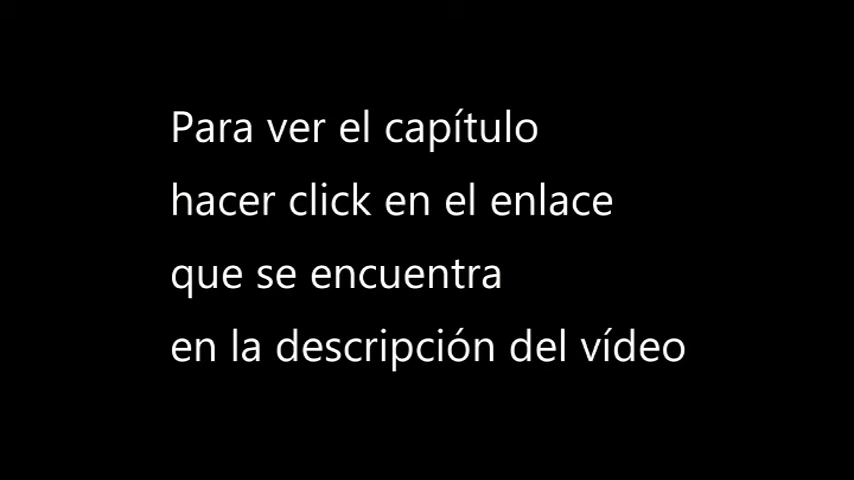 Para ver el capítulo
hacer click en el enlace
que se encuentra
en la descripción del vídeo